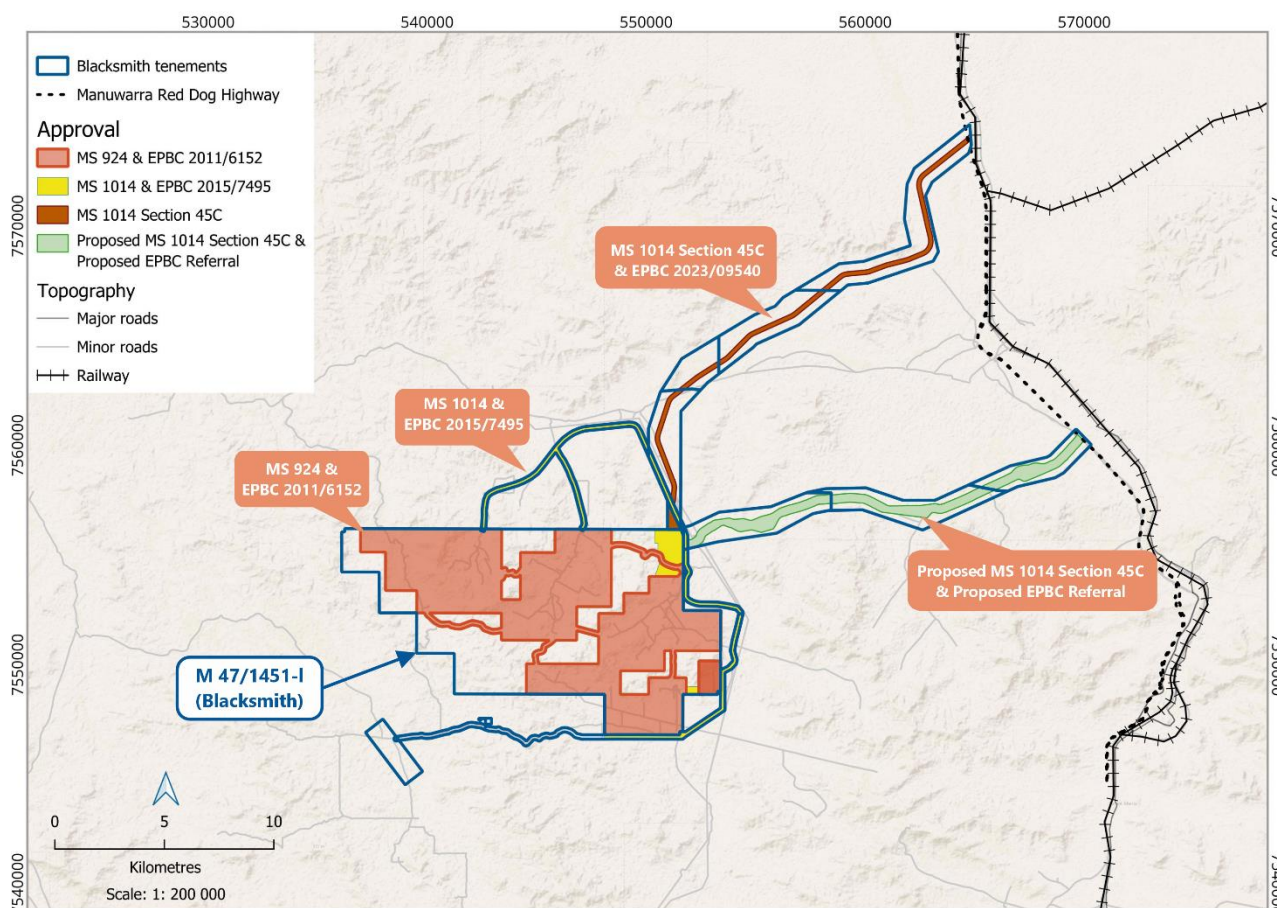 530000 540000 550000 560000 570000
Blacksmith tenements
Manuwarra Red Dog Highway
Approval
MS 924 & EPBC 2011/6152
MS 1014 & EPBC 2015/7495
MS 1014 Section 45C
Proposed MS 1014 Section 45C &
Proposed EPBC Referral
Topography
Major roads
Minor roads
Railway
7570000
7560000
7550000
7540000
MS 1014 Section 45C
& EPBC 2023/09540
MS 1014 &
EPBC 2015/7495
MS 924 &
EPBC 2011/6152
Proposed MS 1014 Section 45C
& Proposed EPBC Referral
M 47/1451-I
(Blacksmith)
0 5 10
Kilometres
Scale: 1: 200 000